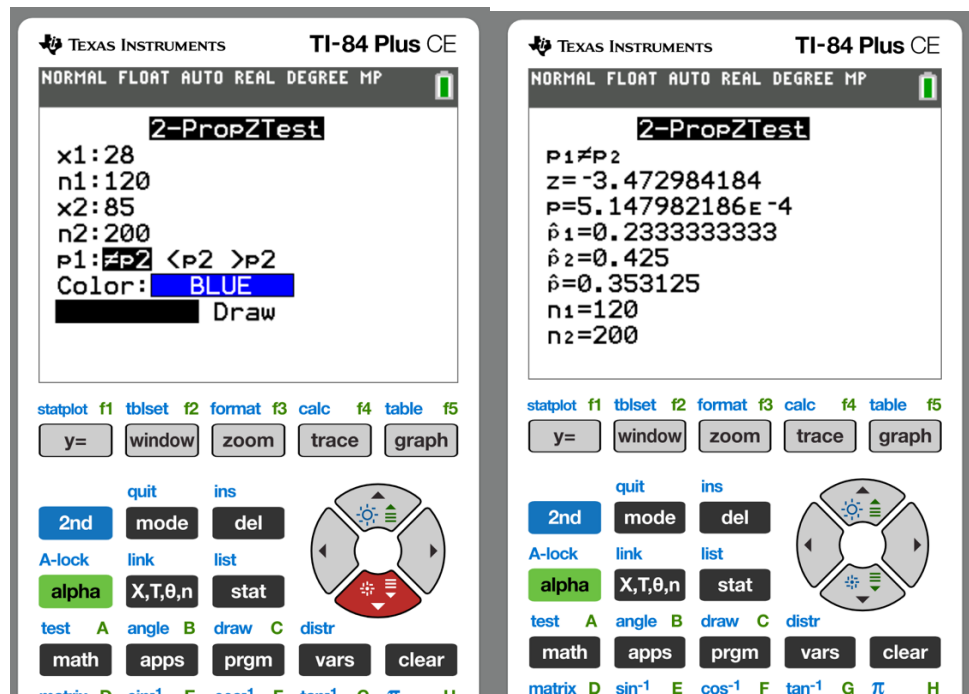 TEXAS INSTRUMENTS TI-84 Plus CE
NORMAL FLOAT AUTO REAL DEGREE MP
2-PropZTest
x1:28
n1:120
x2:85
n2:200
p1:≠p2 <p2 >p2
Color: BLUE
Draw
statplot f1 tblset f2 format f3 calc f4 table f5
y= window zoom trace graph
quit ins
2nd mode del
A-lock link list
alpha X,T,θ,n stat
test A angle B draw C distr
math apps prgm vars clear
TEXAS INSTRUMENTS TI-84 Plus CE
NORMAL FLOAT AUTO REAL DEGREE MP
2-PropZTest
p1≠p2
z=-3.472984184
p=5.147982186E-4
p̂1=0.2333333333
p̂2=0.425
p̂=0.353125
n1=120
n2=200
statplot f1 tblset f2 format f3 calc f4 table f5
y= window zoom trace graph
quit ins
2nd mode del
A-lock link list
alpha X,T,θ,n stat
test A angle B draw C distr
math apps prgm vars clear
matrix D sin-1 E cos-1 F tan-1 G π H